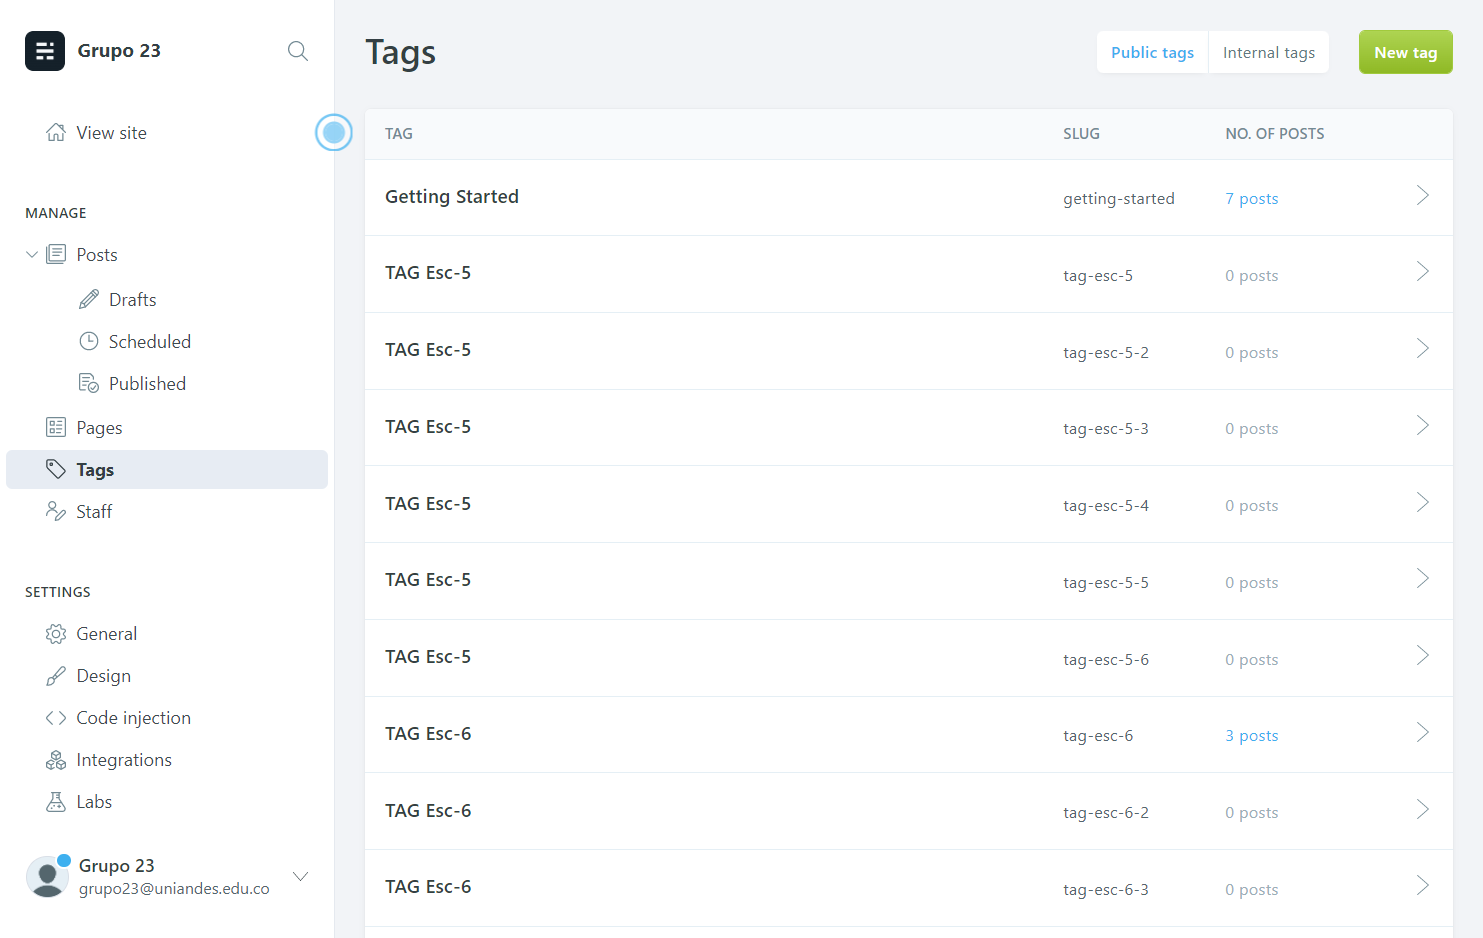 Grupo 23
View site
MANAGE
Posts
Drafts
Scheduled
Published
Pages
Tags
Staff
SETTINGS
General
Design
Code injection
Integrations
Labs
Grupo 23
grupo23@uniandes.edu.co
Tags
Public tags Internal tags New tag
TAG SLUG NO. OF POSTS
Getting Started getting-started 7 posts
TAG Esc-5 tag-esc-5 0 posts
TAG Esc-5 tag-esc-5-2 0 posts
TAG Esc-5 tag-esc-5-3 0 posts
TAG Esc-5 tag-esc-5-4 0 posts
TAG Esc-5 tag-esc-5-5 0 posts
TAG Esc-5 tag-esc-5-6 0 posts
TAG Esc-6 tag-esc-6 3 posts
TAG Esc-6 tag-esc-6-2 0 posts
TAG Esc-6 tag-esc-6-3 0 posts